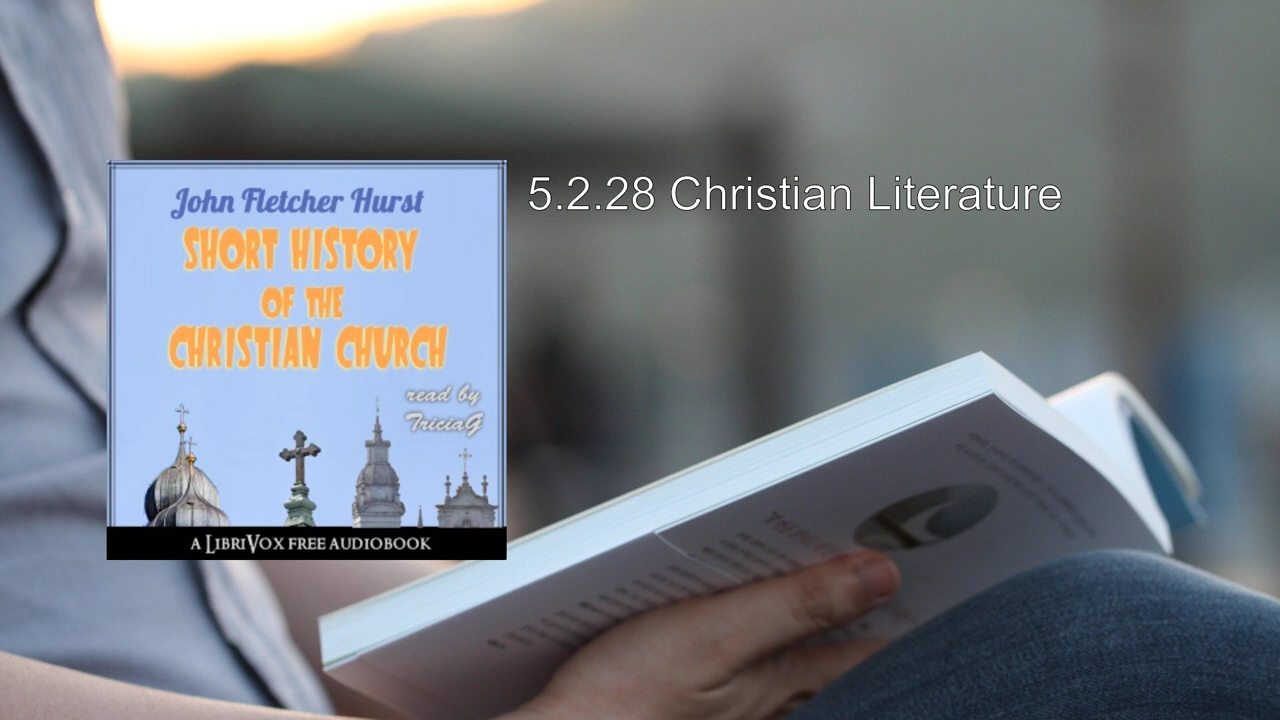 John Fletcher Hurst
SHORT HISTORY
OF THE
CHRISTIAN CHURCH
read by
TriciaG
A LIBRIVOX FREE AUDIOBOOK
5.2.28 Christian Literature